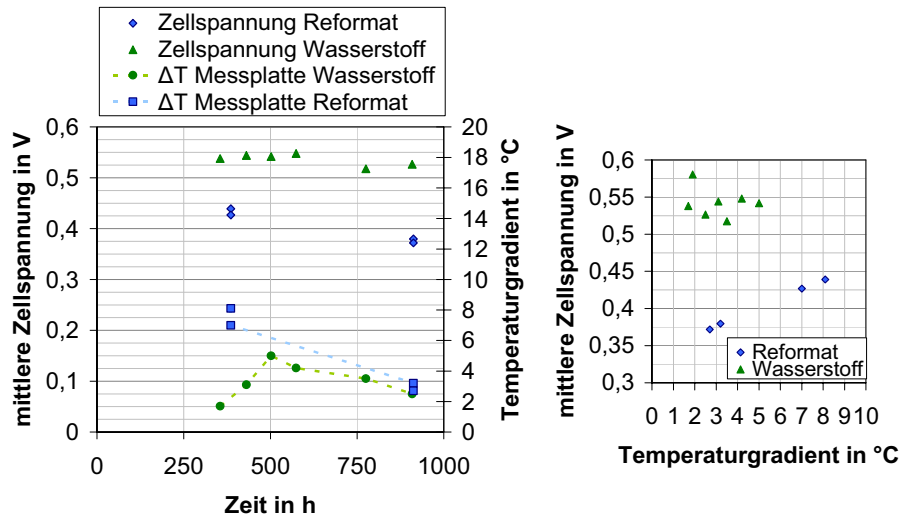 Zellspannung Reformat
Zellspannung Wasserstoff
ΔT Messplatte Wasserstoff
ΔT Messplatte Reformat
mittlere Zellspannung in V
0,6
0,5
0,4
0,3
0,2
0,1
0
20
18
16
14
12
10
8
6
4
2
0
Temperaturgradient in °C
0 250 500 750 1000
Zeit in h
mittlere Zellspannung in V
0,6
0,55
0,5
0,45
0,4
0,35
0,3
Reformat
Wasserstoff
0 1 2 3 4 5 6 7 8 9 10
Temperaturgradient in °C